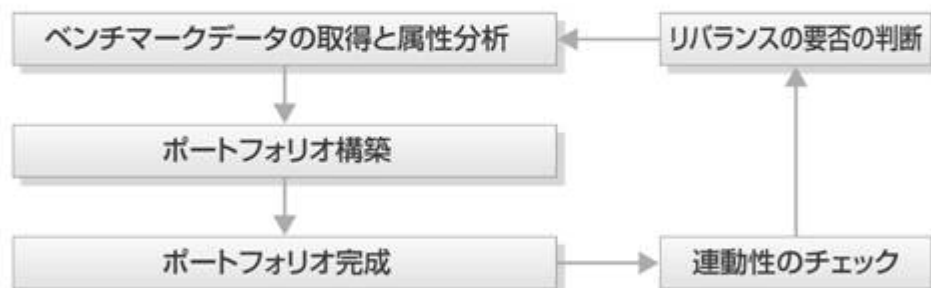 ベンチマークデータの取得と属性分析
リバランスの要否の判断
ポートフォリオ構築
ポートフォリオ完成
連動性のチェック